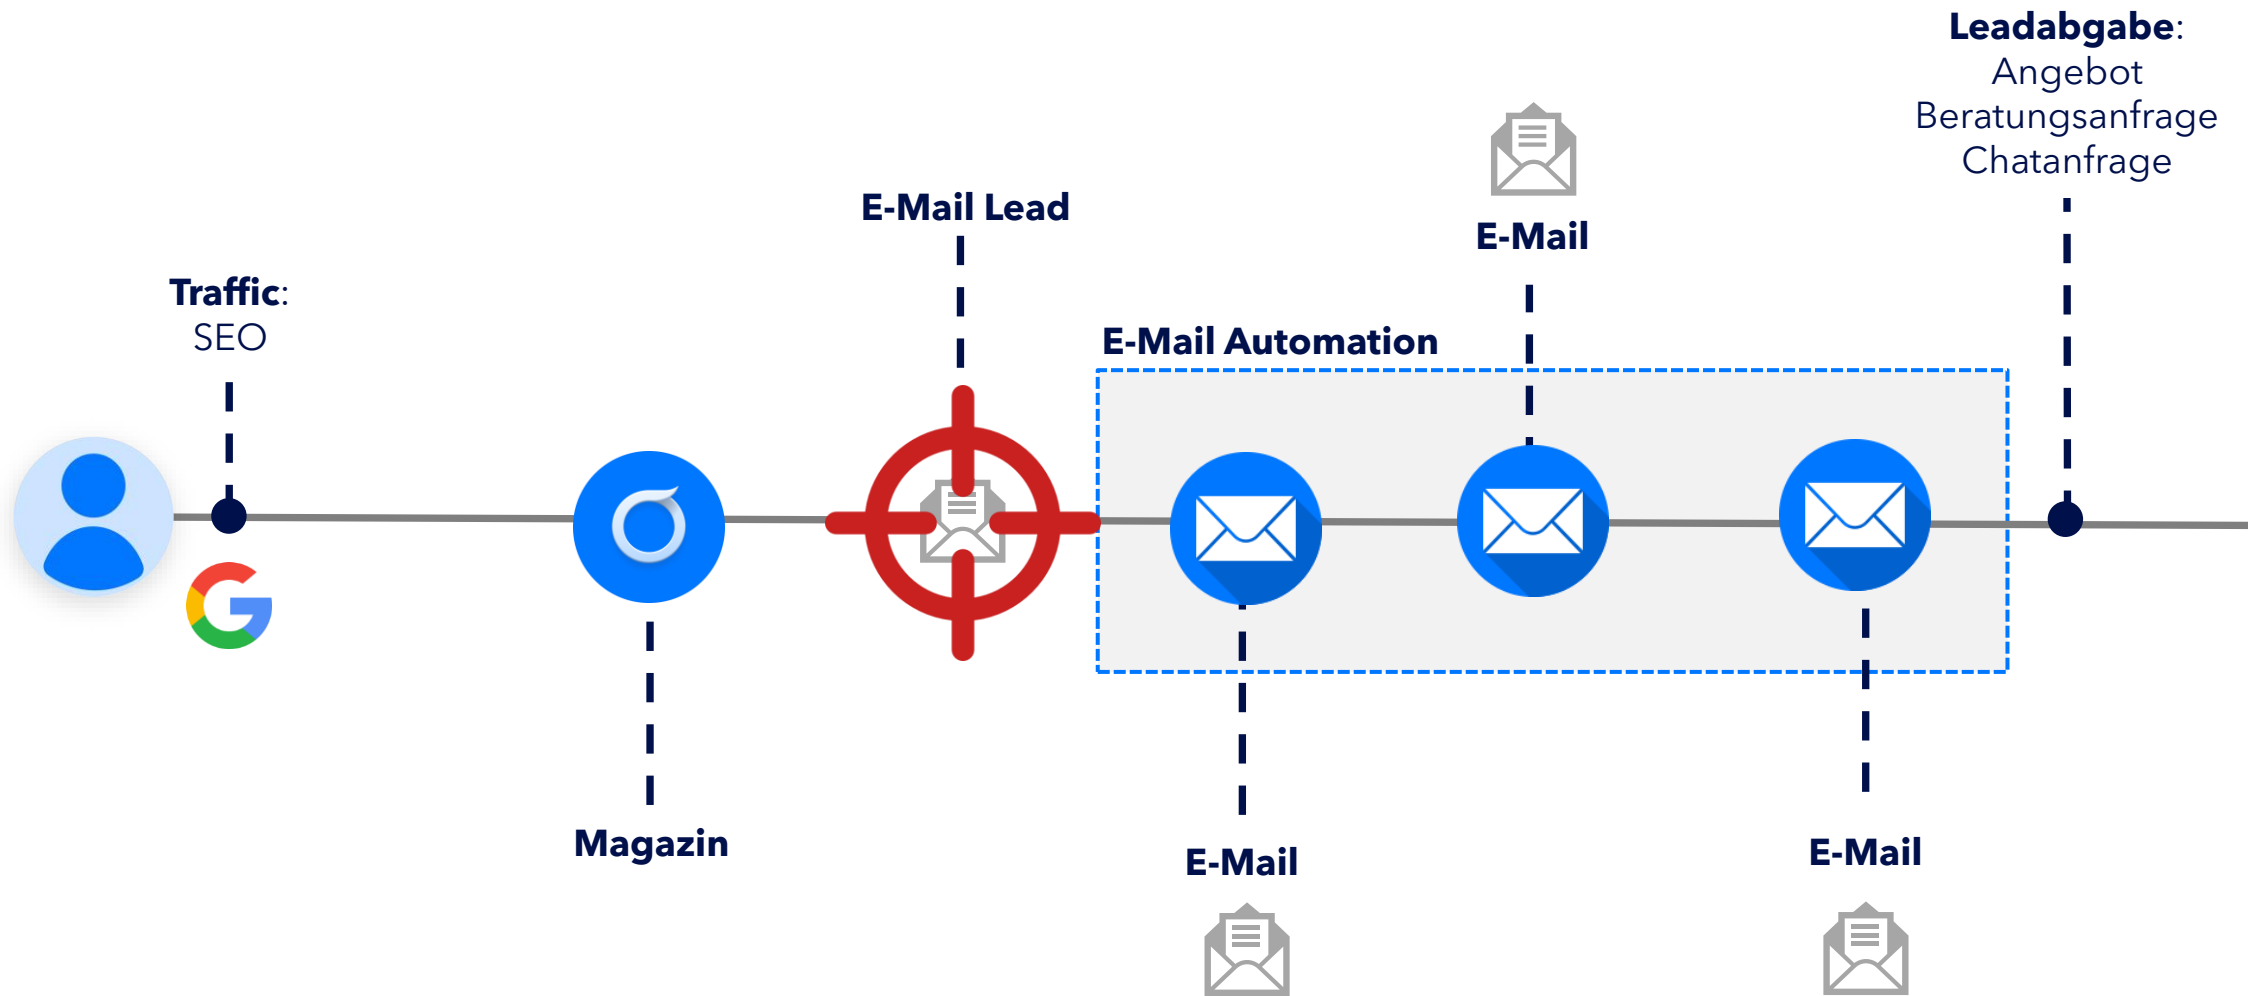 Traffic:
SEO
Magazin
E-Mail Lead
E-Mail Automation
E-Mail
E-Mail
E-Mail
Leadabgabe:
Angebot
Beratungsanfrage
Chatanfrage